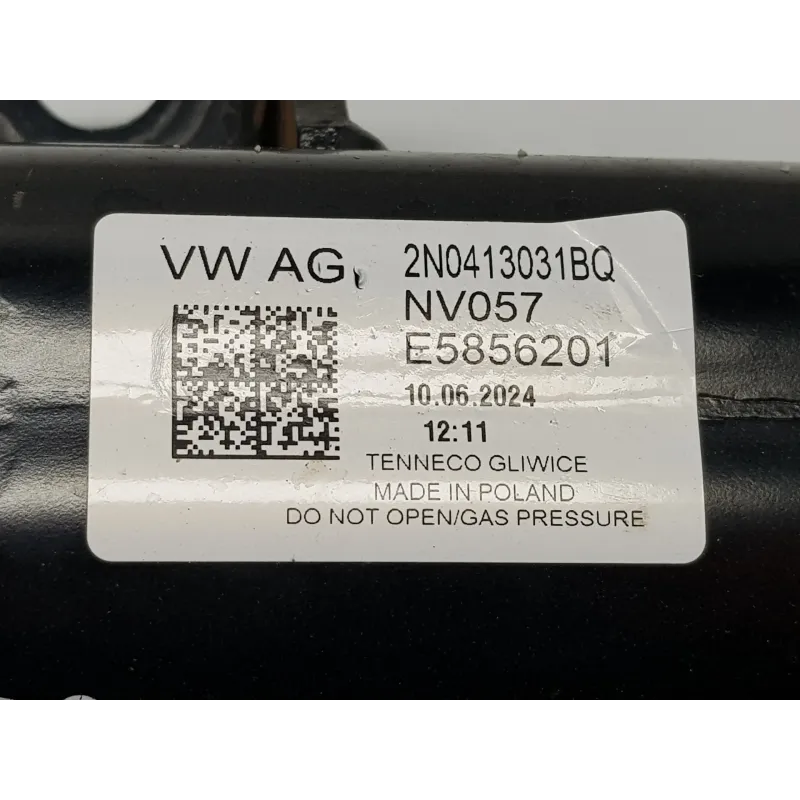 VW AG 2N0413031BQ
NV057
E5856201
10.06.2024
12:11
TENNECO GLIWICE
MADE IN POLAND
DO NOT OPEN/GAS PRESSURE